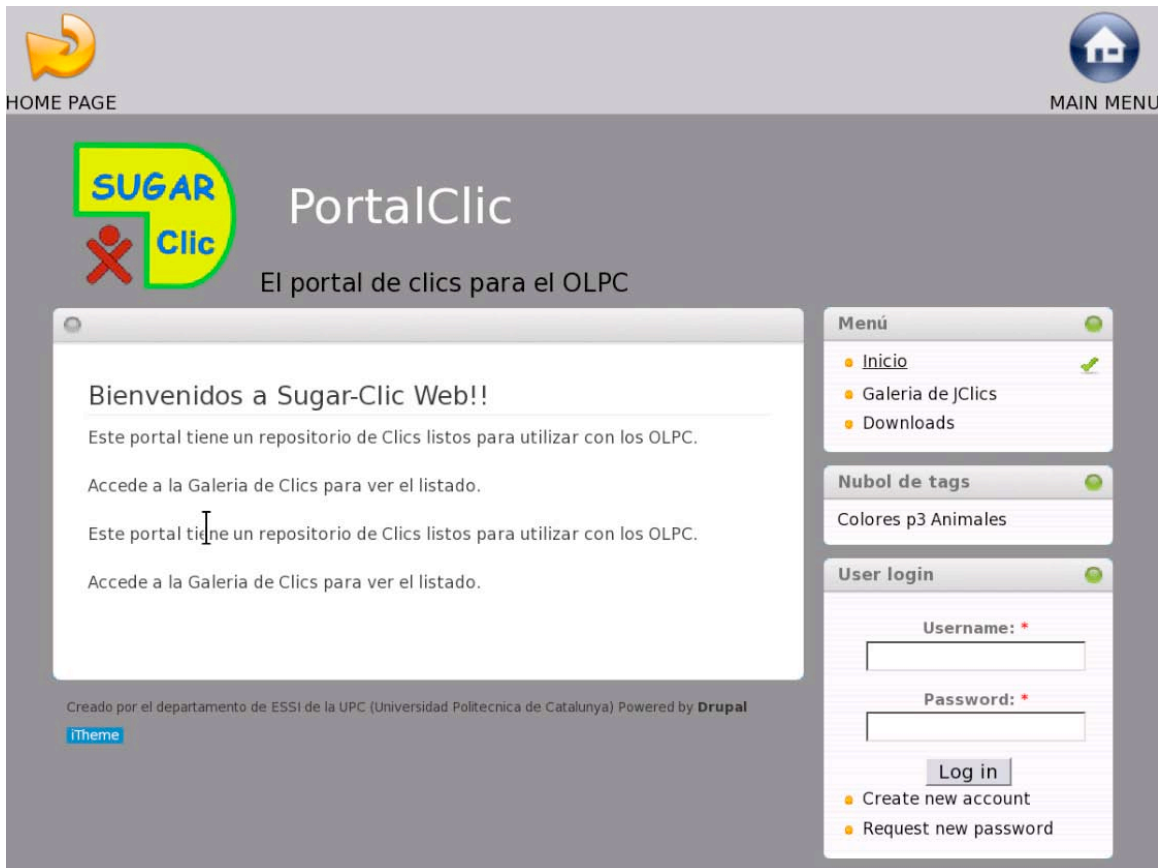 HOME PAGE
MAIN MENU
SUGAR
Clic
PortalClic
El portal de clics para el OLPC
Bienvenidos a Sugar-Clic Web!!
Este portal tiene un repositorio de Clics listos para utilizar con los OLPC.
Accede a la Galeria de Clics para ver el listado.
Este portal tiene un repositorio de Clics listos para utilizar con los OLPC.
Accede a la Galeria de Clics para ver el listado.
Creado por el departamento de ESSI de la UPC (Universidad Politecnica de Catalunya) Powered by Drupal
iTheme
Menú
Inicio
Galeria de JClics
Downloads
Nubol de tags
Colores p3 Animales
User login
Username: *
Password: *
Log in
Create new account
Request new password